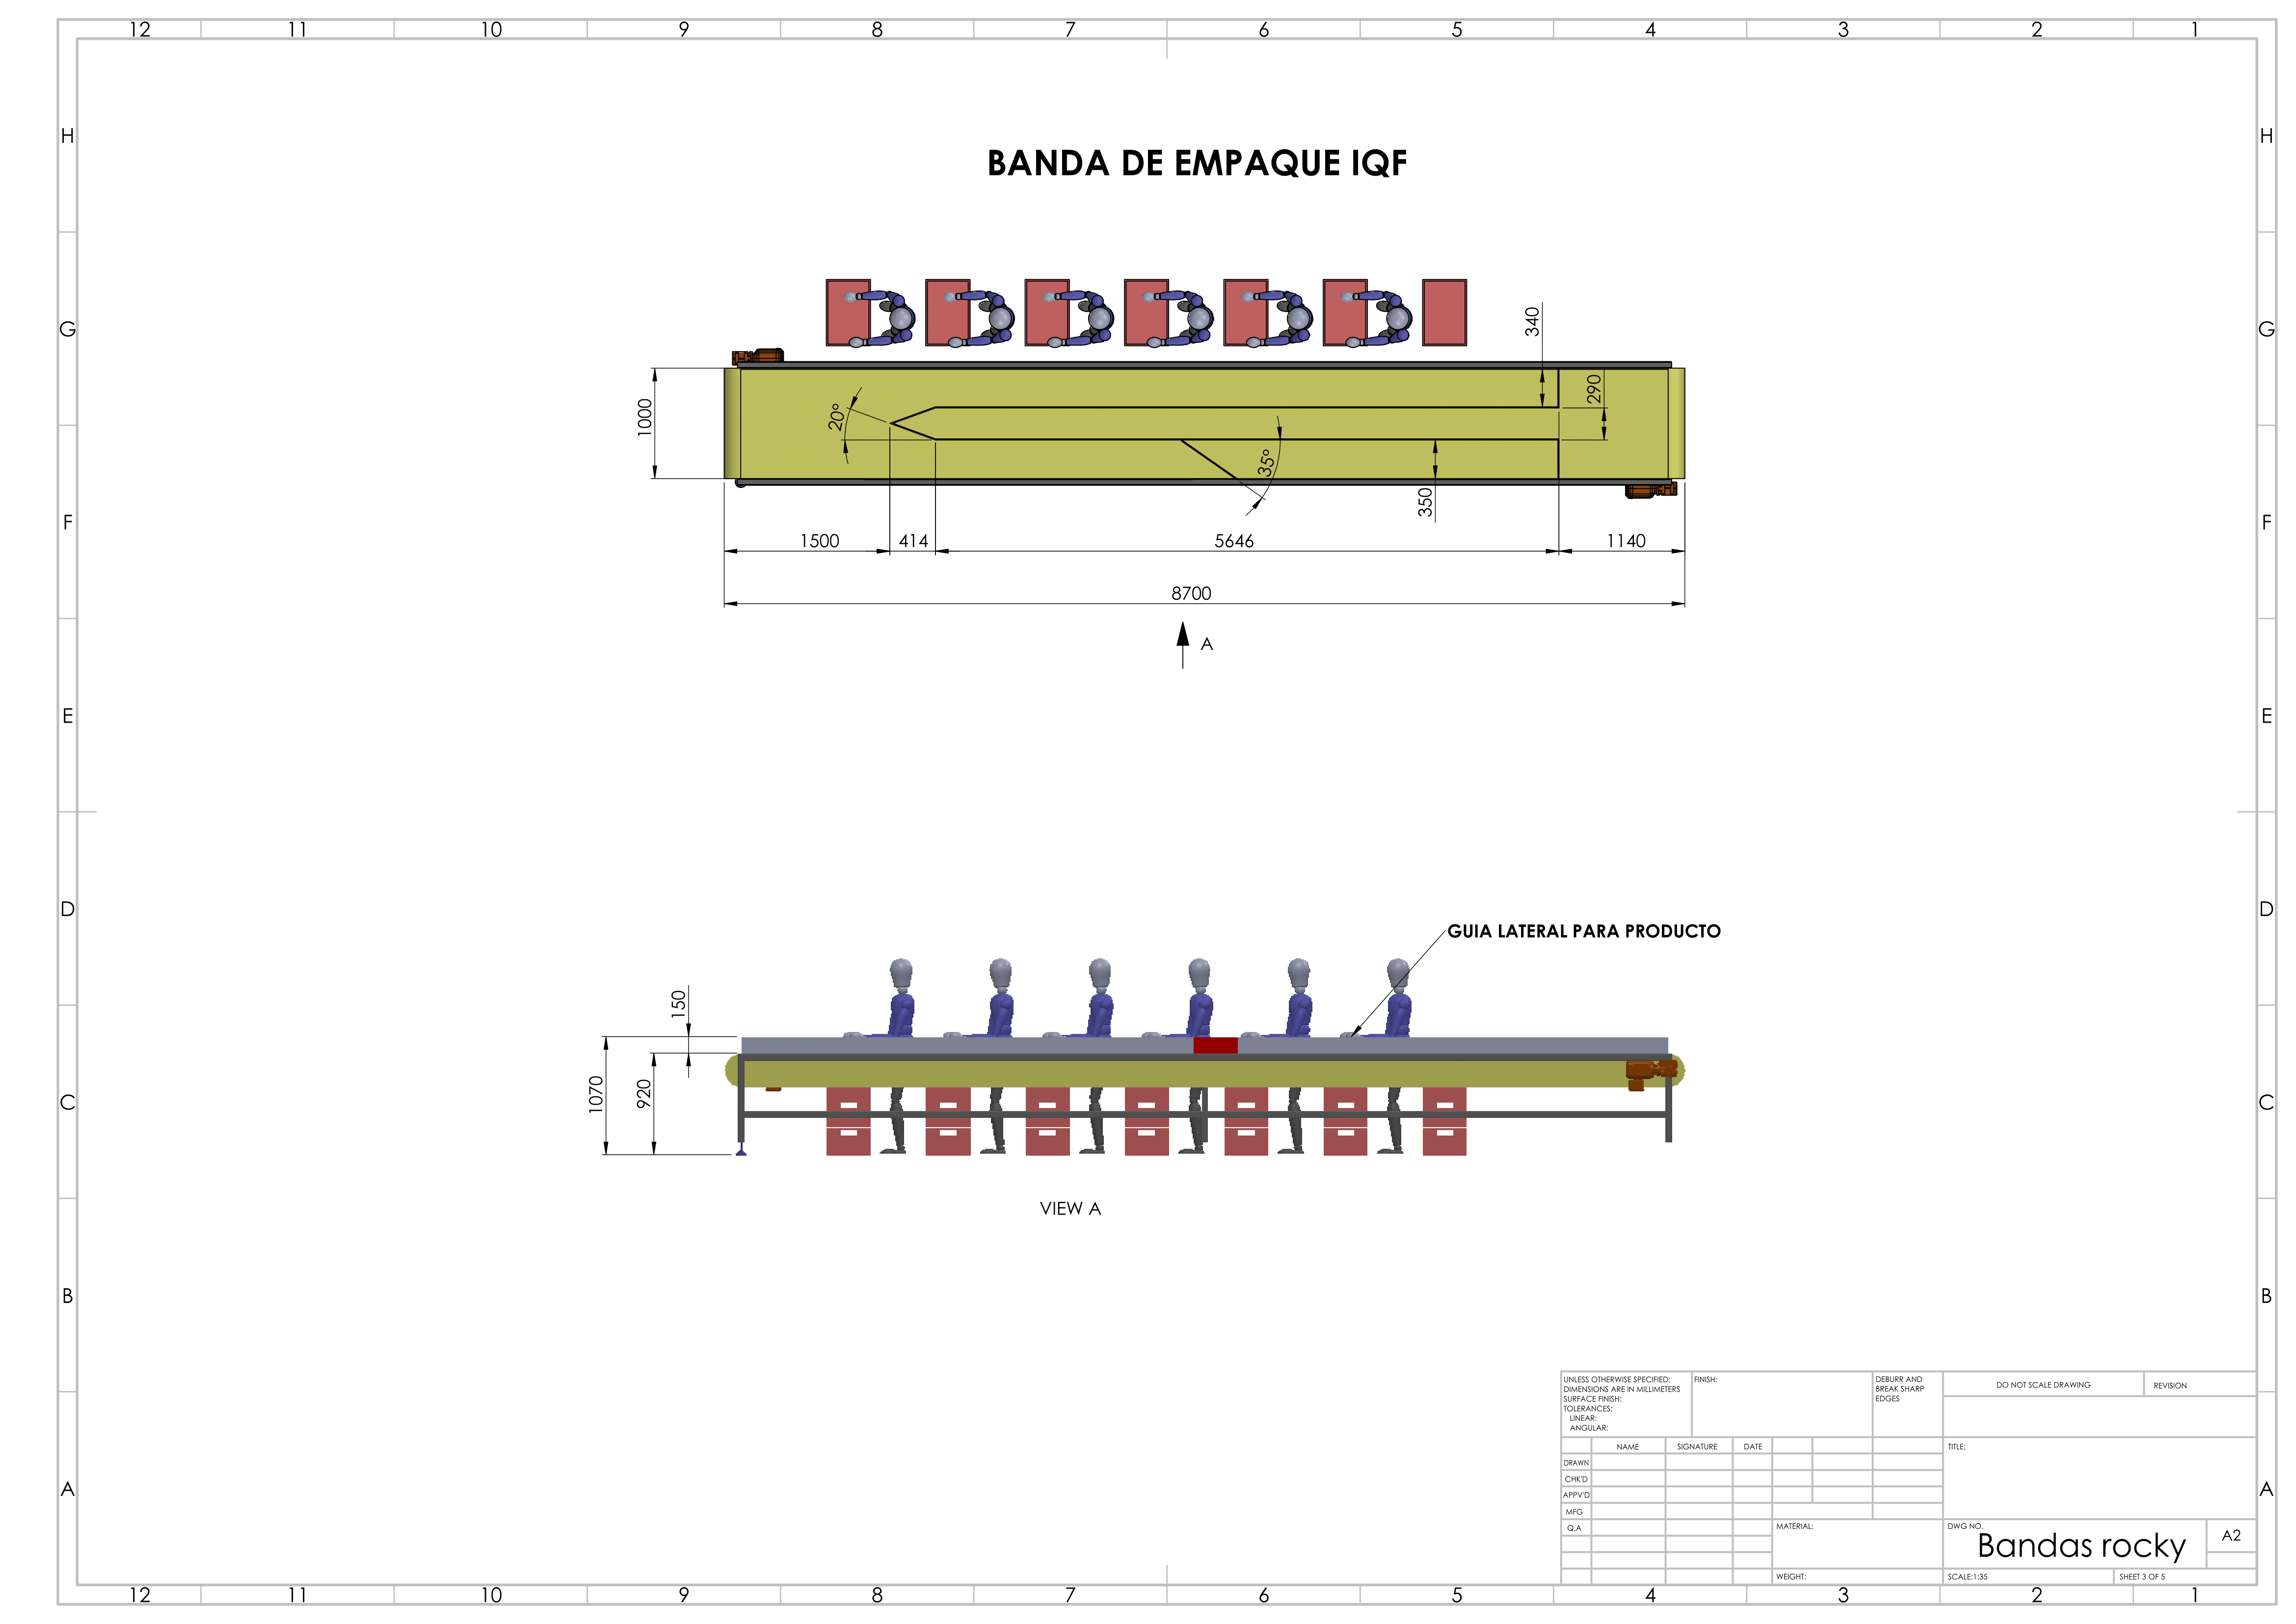 12 11 10 9 8 7 6 5 4 3 2 1
H H
BANDA DE EMPAQUE IQF
G G
340
290
1000
20°
35°
350
F F
1500 414 5646 1140
8700
A
E E
D D
GUIA LATERAL PARA PRODUCTO
150
1070
920
C C
VIEW A
B B
A A
UNLESS OTHERWISE SPECIFIED:
DIMENSIONS ARE IN MILLIMETERS
SURFACE FINISH:
TOLERANCES:
LINEAR:
ANGULAR:
FINISH:
DEBURR AND
BREAK SHARP
EDGES
DO NOT SCALE DRAWING
REVISION
NAME SIGNATURE DATE
TITLE:
DRAWN
CHK'D
APPV'D
MFG
Q.A
MATERIAL:
DWG NO.
Bandas rocky
A2
WEIGHT:
SCALE:1:35
SHEET 3 OF 5
12 11 10 9 8 7 6 5 4 3 2 1